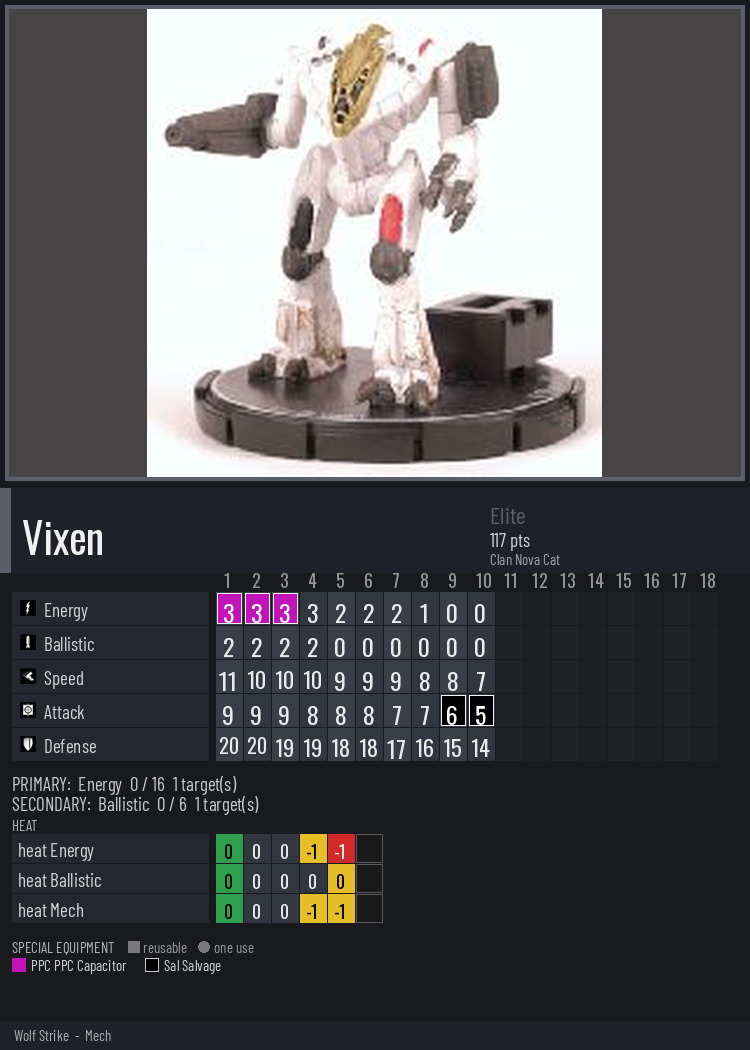 Vixen
Elite
117 pts
Clan Nova Cat
1 2 3 4 5 6 7 8 9 10 11 12 13 14 15 16 17 18
Energy 3 3 3 3 2 2 2 1 0 0
Ballistic 2 2 2 2 0 0 0 0 0 0
Speed 11 10 10 10 9 9 9 8 8 7
Attack 9 9 9 8 8 8 7 7 6 5
Defense 20 20 19 19 18 18 17 16 15 14
PRIMARY: Energy 0 / 16 1 target(s)
SECONDARY: Ballistic 0 / 6 1 target(s)
HEAT
heat Energy 0 0 0 -1 -1
heat Ballistic 0 0 0 0 0
heat Mech 0 0 0 -1 -1
SPECIAL EQUIPMENT reusable one use
PPC PPC Capacitor Sal Salvage
Wolf Strike - Mech